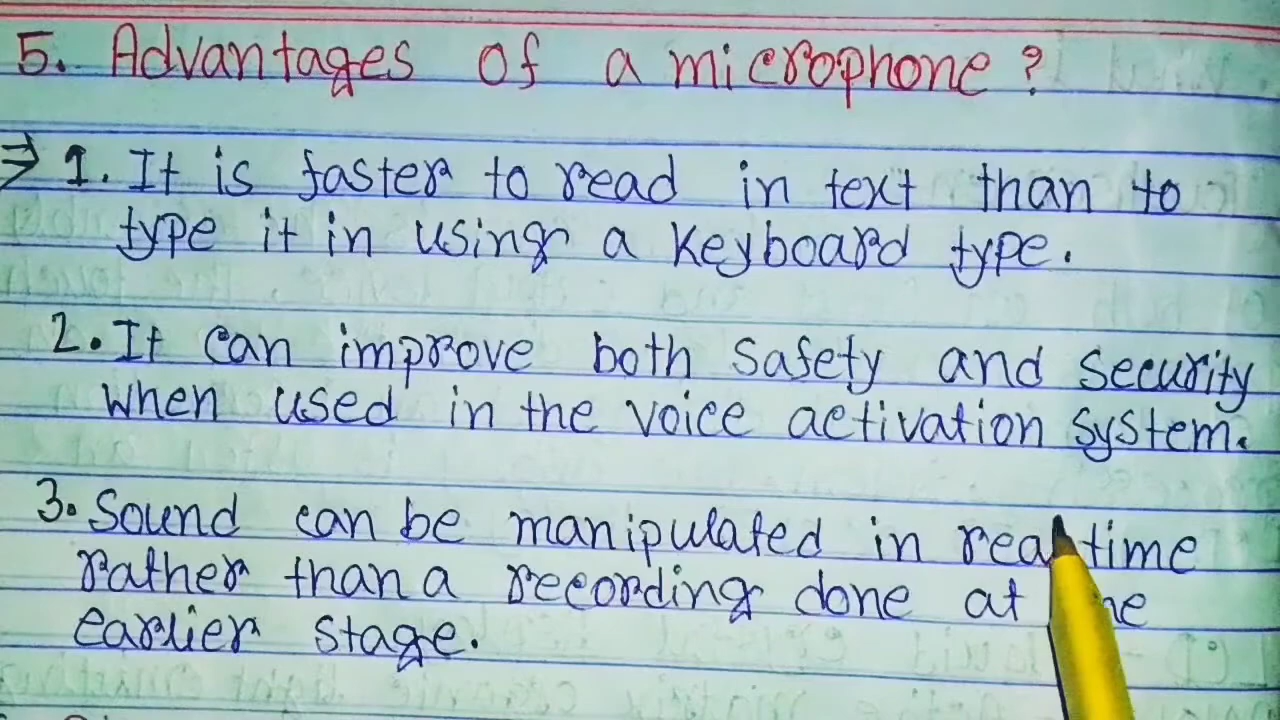 5. Advantages of a microphone?
⇒ 1. It is faster to read in text than to
type it in using a keyboard type.
2. It can improve both safety and security
when used in the voice activation system.
3. Sound can be manipulated in real time
rather than a recording done at the
earlier stage.